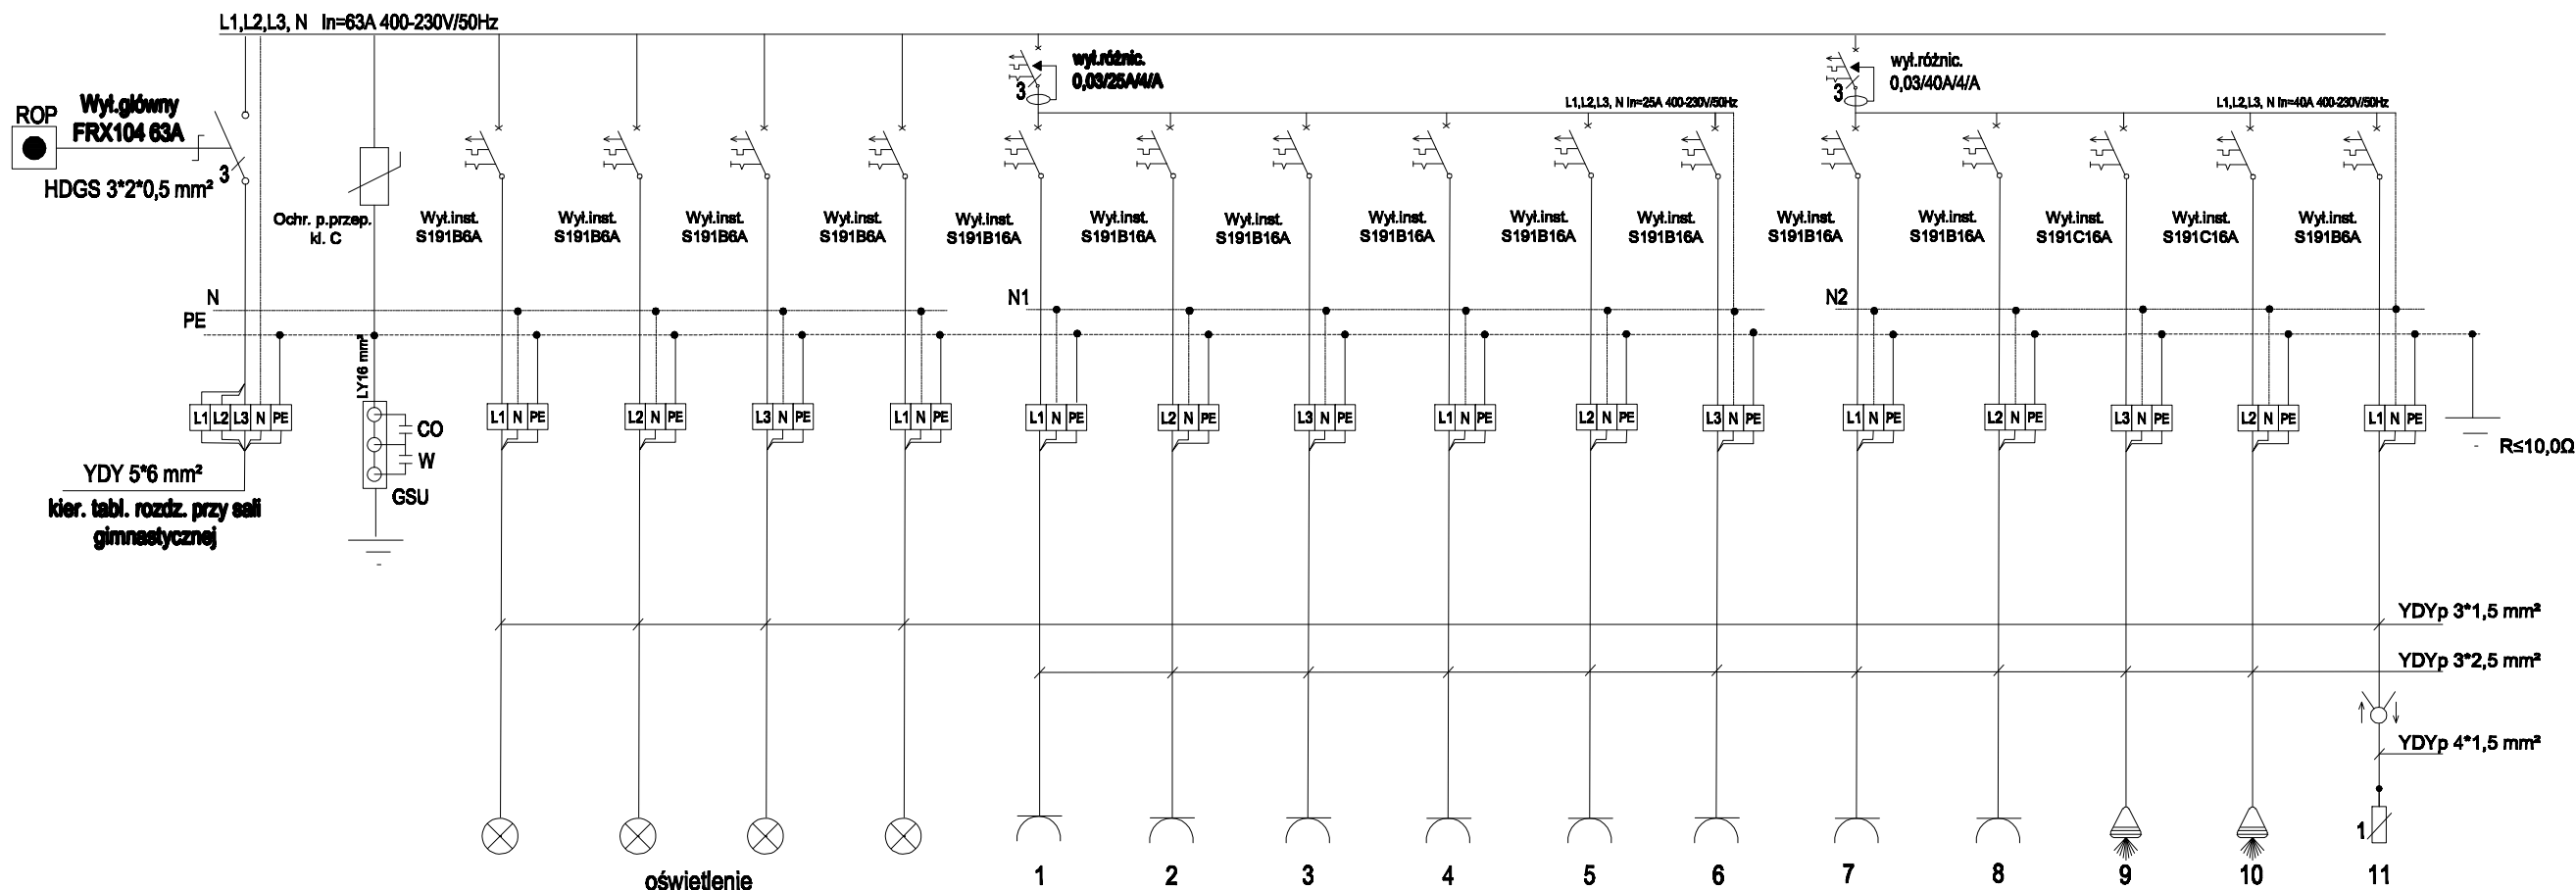 L1,L2,L3, N In=63A 400-230V/50Hz
ROP
Wył.główny
FRX104 63A
3
HDGS 3*2*0,5 mm²
Ochr. p.przep.
kl. C
wył.różnic.
0,03/25A/4/A
3
L1,L2,L3, N In=25A 400-230V/50Hz
wył.różnic.
0,03/40A/4/A
3
L1,L2,L3, N In=40A 400-230V/50Hz
Wył.inst.
S191B6A
Wył.inst.
S191B6A
Wył.inst.
S191B6A
Wył.inst.
S191B6A
Wył.inst.
S191B16A
Wył.inst.
S191B16A
Wył.inst.
S191B16A
Wył.inst.
S191B16A
Wył.inst.
S191B16A
Wył.inst.
S191B16A
Wył.inst.
S191B16A
Wył.inst.
S191B16A
Wył.inst.
S191C16A
Wył.inst.
S191C16A
Wył.inst.
S191B6A
N
N1
N2
PE
LY16 mm²
L1 L2 L3 N PE
L1 N PE
L2 N PE
L3 N PE
L1 N PE
L1 N PE
L2 N PE
L3 N PE
L1 N PE
L2 N PE
L3 N PE
L1 N PE
L2 N PE
L3 N PE
L2 N PE
L1 N PE
CO
W
GSU
R≤10,0Ω
YDY 5*6 mm²
kier. tabl. rozdz. przy sali
gimnastycznej
YDYp 3*1,5 mm²
YDYp 3*2,5 mm²
YDYp 4*1,5 mm²
1
oświetlenie
1 2 3 4 5 6 7 8 9 10 11